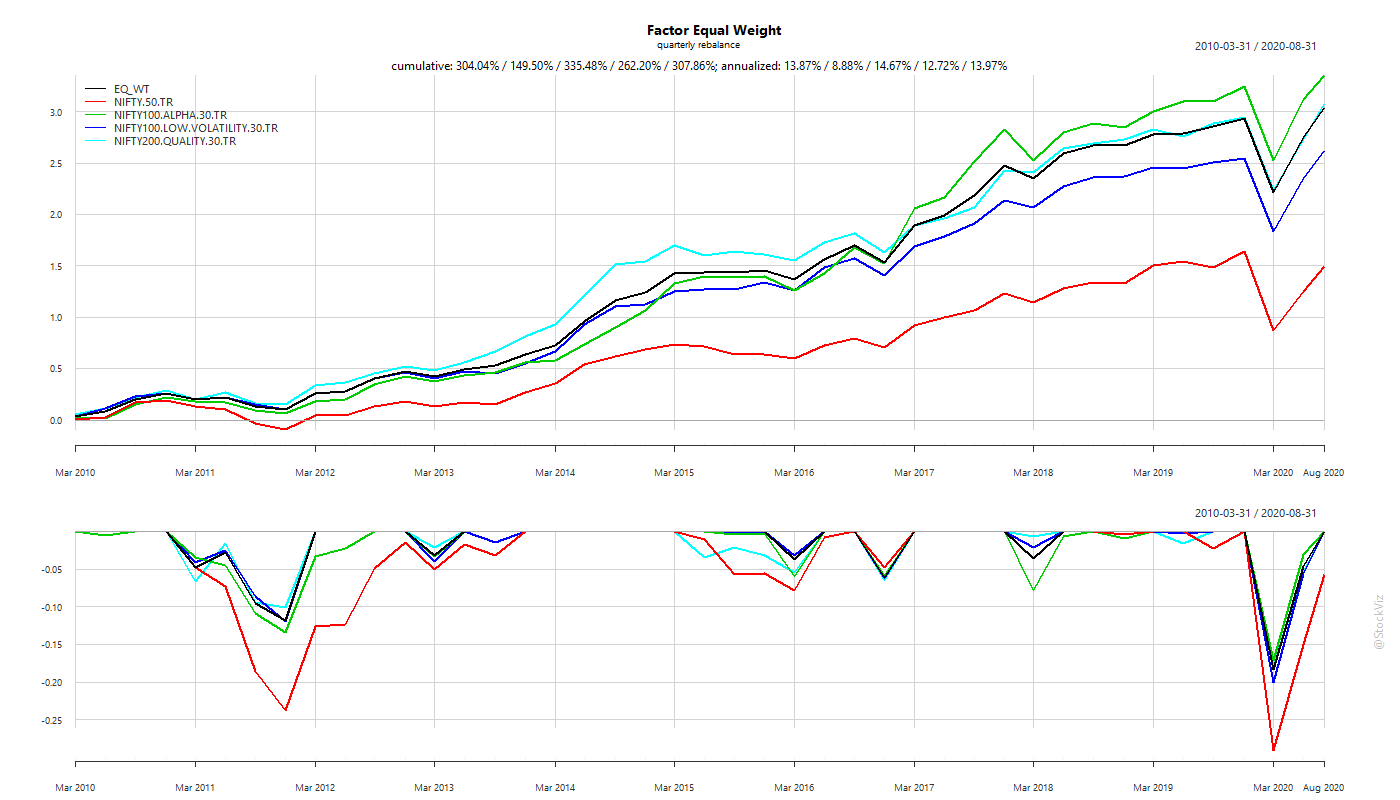 Factor Equal Weight
quarterly rebalance
2010-03-31 / 2020-08-31
cumulative: 304.04% / 149.50% / 335.48% / 262.20% / 307.86%; annualized: 13.87% / 8.88% / 14.67% / 12.72% / 13.97%
EQ_WT
NIFTY.50.TR
NIFTY100.ALPHA.30.TR
NIFTY100.LOW.VOLATILITY.30.TR
NIFTY200.QUALITY.30.TR
3.0
2.5
2.0
1.5
1.0
0.5
0.0
Mar 2010 Mar 2011 Mar 2012 Mar 2013 Mar 2014 Mar 2015 Mar 2016 Mar 2017 Mar 2018 Mar 2019 Mar 2020 Aug 2020
2010-03-31 / 2020-08-31
-0.05
-0.10
-0.15
-0.20
-0.25
Mar 2010 Mar 2011 Mar 2012 Mar 2013 Mar 2014 Mar 2015 Mar 2016 Mar 2017 Mar 2018 Mar 2019 Mar 2020 Aug 2020
@StockViz